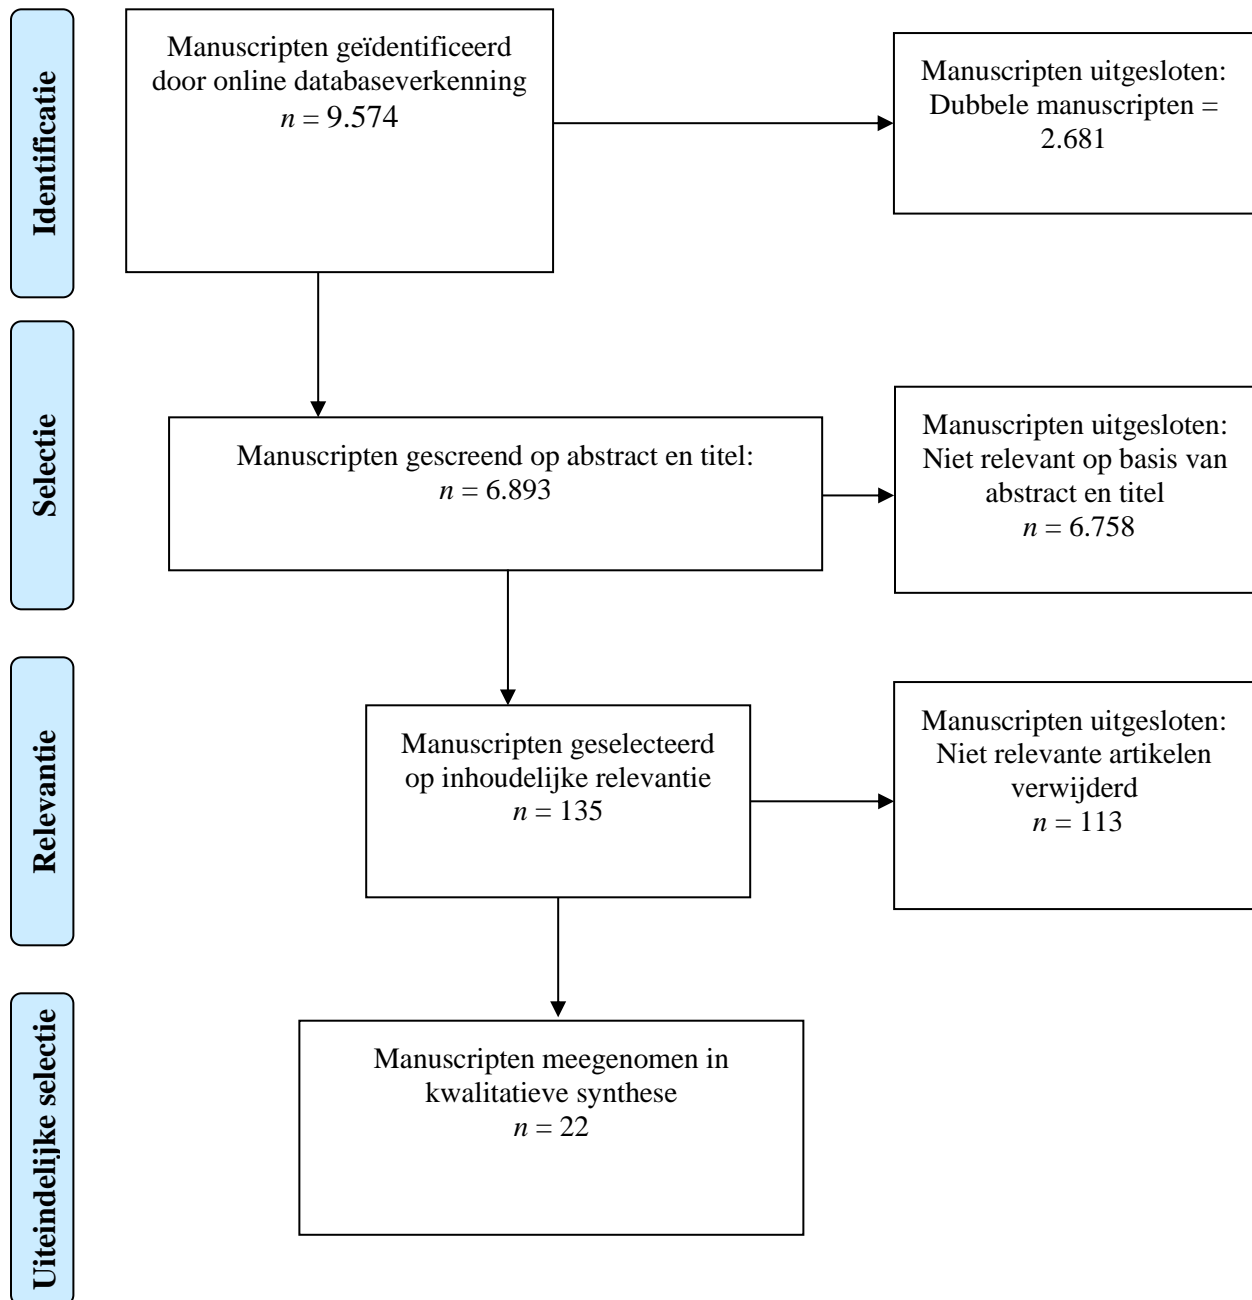 Identificatie
Manuscripten geïdentificeerd
door online databaseverkenning
n = 9.574
Manuscripten uitgesloten:
Dubbele manuscripten =
2.681
Selectie
Manuscripten gescreend op abstract en titel:
n = 6.893
Manuscripten uitgesloten:
Niet relevant op basis van
abstract en titel
n = 6.758
Relevantie
Manuscripten geselecteerd
op inhoudelijke relevantie
n = 135
Manuscripten uitgesloten:
Niet relevante artikelen
verwijderd
n = 113
Uiteindelijke selectie
Manuscripten meegenomen in
kwalitatieve synthese
n = 22